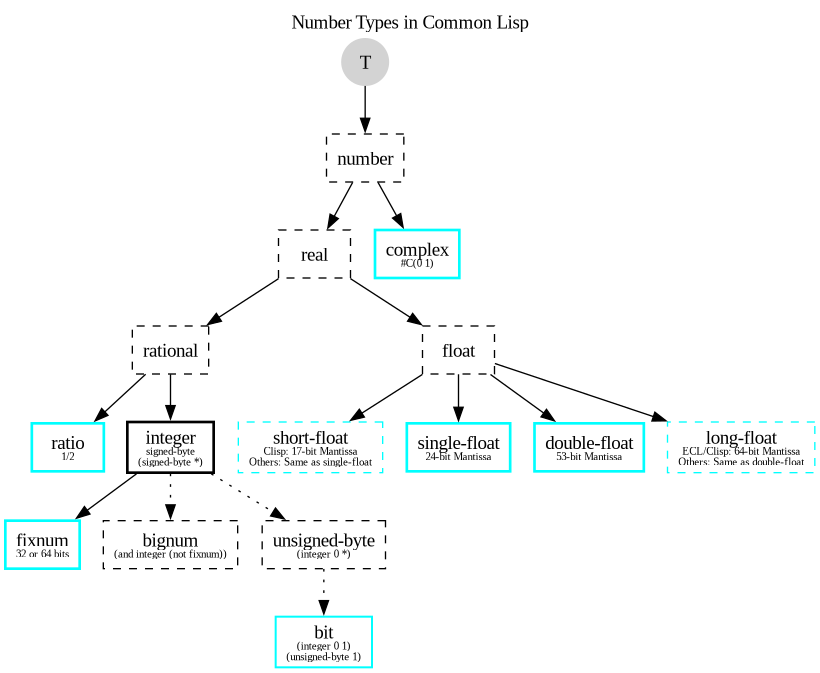 Number Types in Common Lisp
T
number
real
complex
#C(0 1)
rational
float
ratio
1/2
integer
signed-byte
(signed-byte *)
short-float
Clisp: 17-bit Mantissa
Others: Same as single-float
single-float
24-bit Mantissa
double-float
53-bit Mantissa
long-float
ECL/Clisp: 64-bit Mantissa
Others: Same as double-float
fixnum
32 or 64 bits
bignum
(and integer (not fixnum))
unsigned-byte
(integer 0 *)
bit
(integer 0 1)
(unsigned-byte 1)